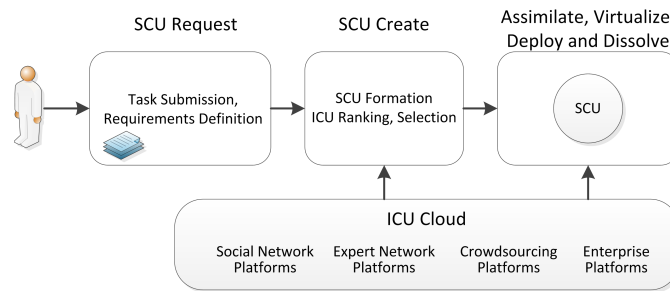 SCU Request
SCU Create
Assimilate, Virtualize
Deploy and Dissolve
Task Submission,
Requirements Definition
SCU Formation
ICU Ranking, Selection
SCU
ICU Cloud
Social Network
Platforms
Expert Network
Platforms
Crowdsourcing
Platforms
Enterprise
Platforms